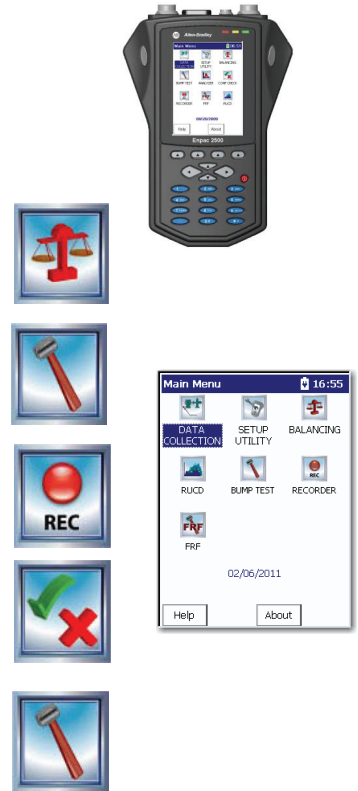 Allen-Bradley
Main Menu
DATA COLLECTION
SETUP UTILITY
BALANCING
BUMP TEST
ANALYZER
RECORDER
FRF
RUCD
Help
About
Enpac 2500
REC
Main Menu 16:55
DATA COLLECTION
SETUP UTILITY
BALANCING
RUCD
BUMP TEST
REC
RECORDER
FRF
FRF
02/06/2011
Help
About